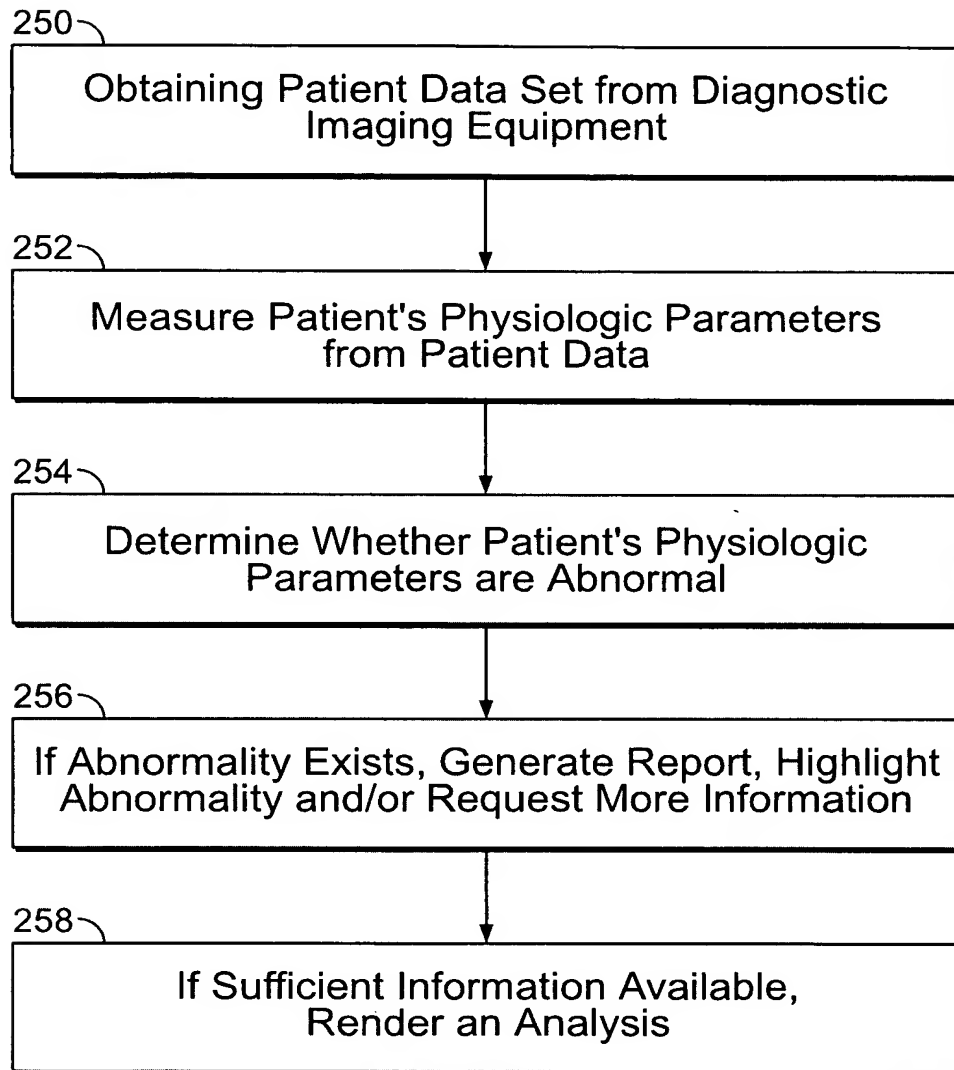 250
Obtaining Patient Data Set from Diagnostic
Imaging Equipment
252
Measure Patient's Physiologic Parameters
from Patient Data
254
Determine Whether Patient's Physiologic
Parameters are Abnormal
256
If Abnormality Exists, Generate Report, Highlight
Abnormality and/or Request More Information
258
If Sufficient Information Available,
Render an Analysis